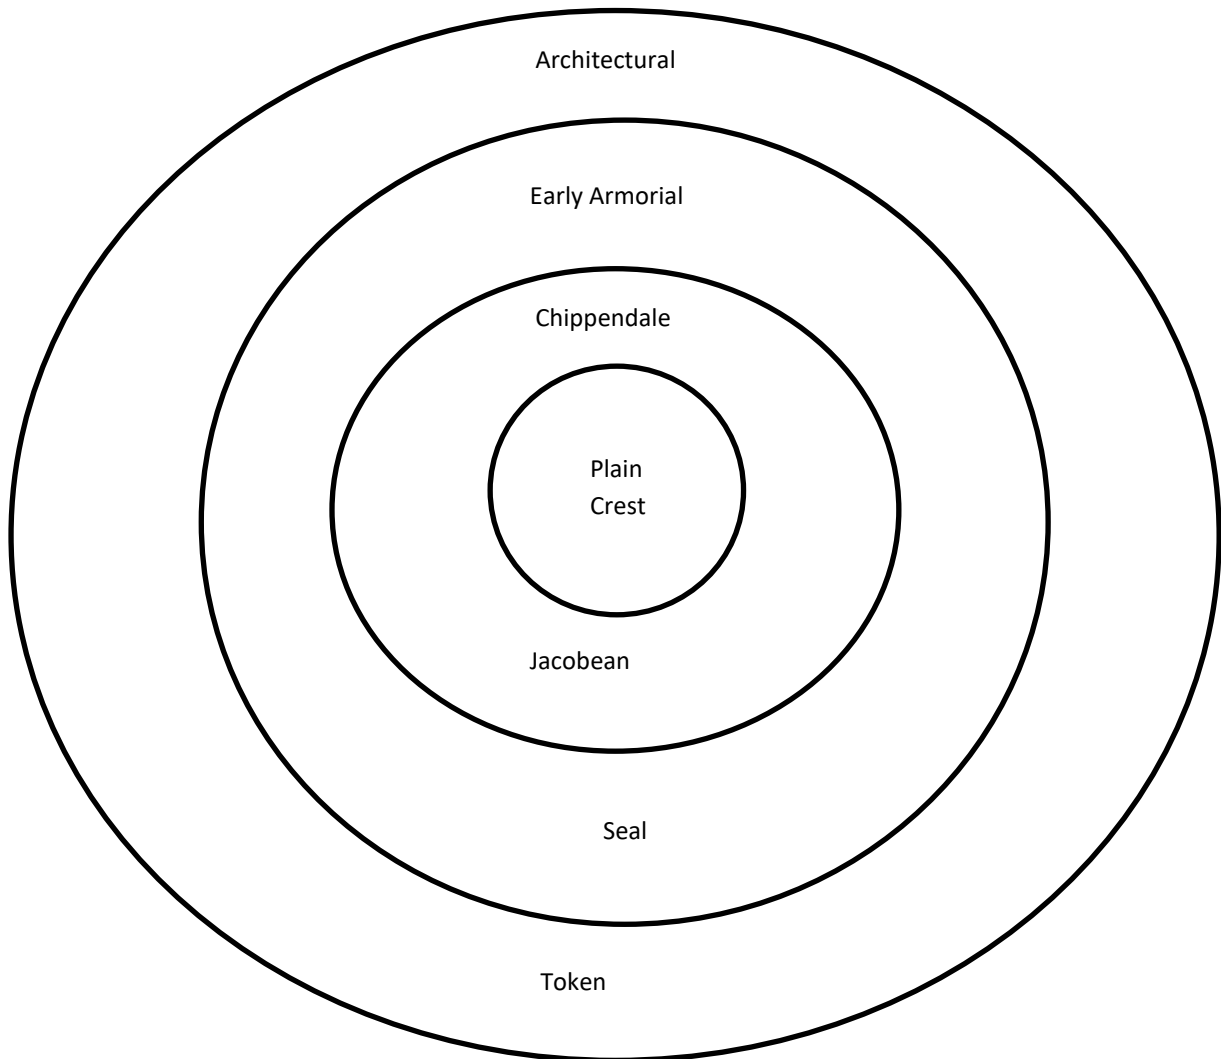 Architectural
Early Armorial
Chippendale
Plain
Crest
Jacobean
Seal
Token